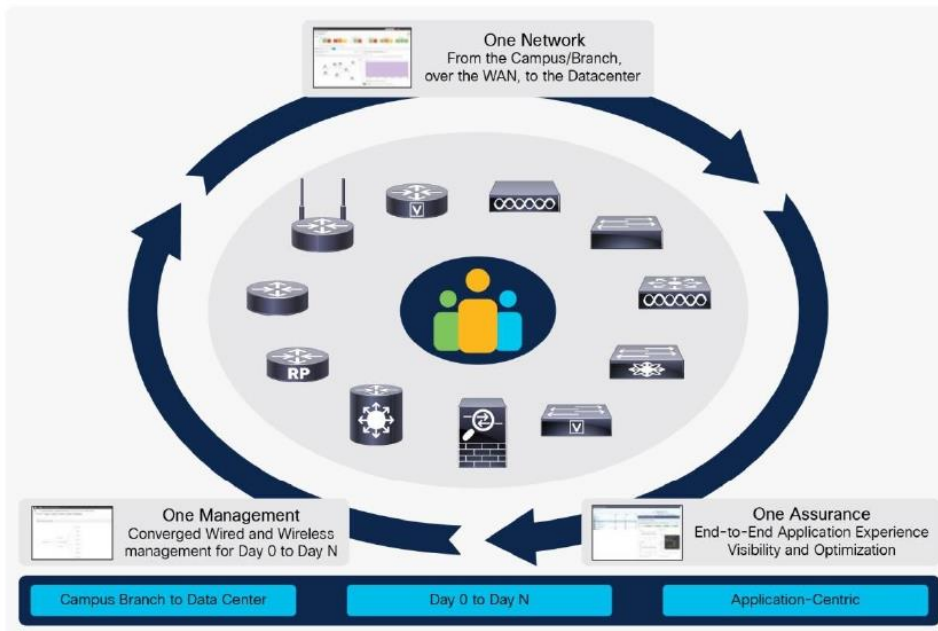 One Network
From the Campus/Branch,
over the WAN, to the Datacenter
V
RP
V
One Management
Converged Wired and Wireless
management for Day 0 to Day N
One Assurance
End-to-End Application Experience
Visibility and Optimization
Campus Branch to Data Center
Day 0 to Day N
Application-Centric